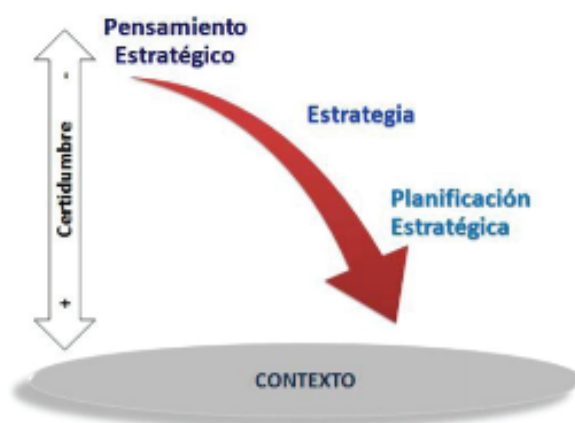 Pensamiento
Estratégico
-
Certidumbre
+
Estrategia
Planificación
Estratégica
CONTEXTO